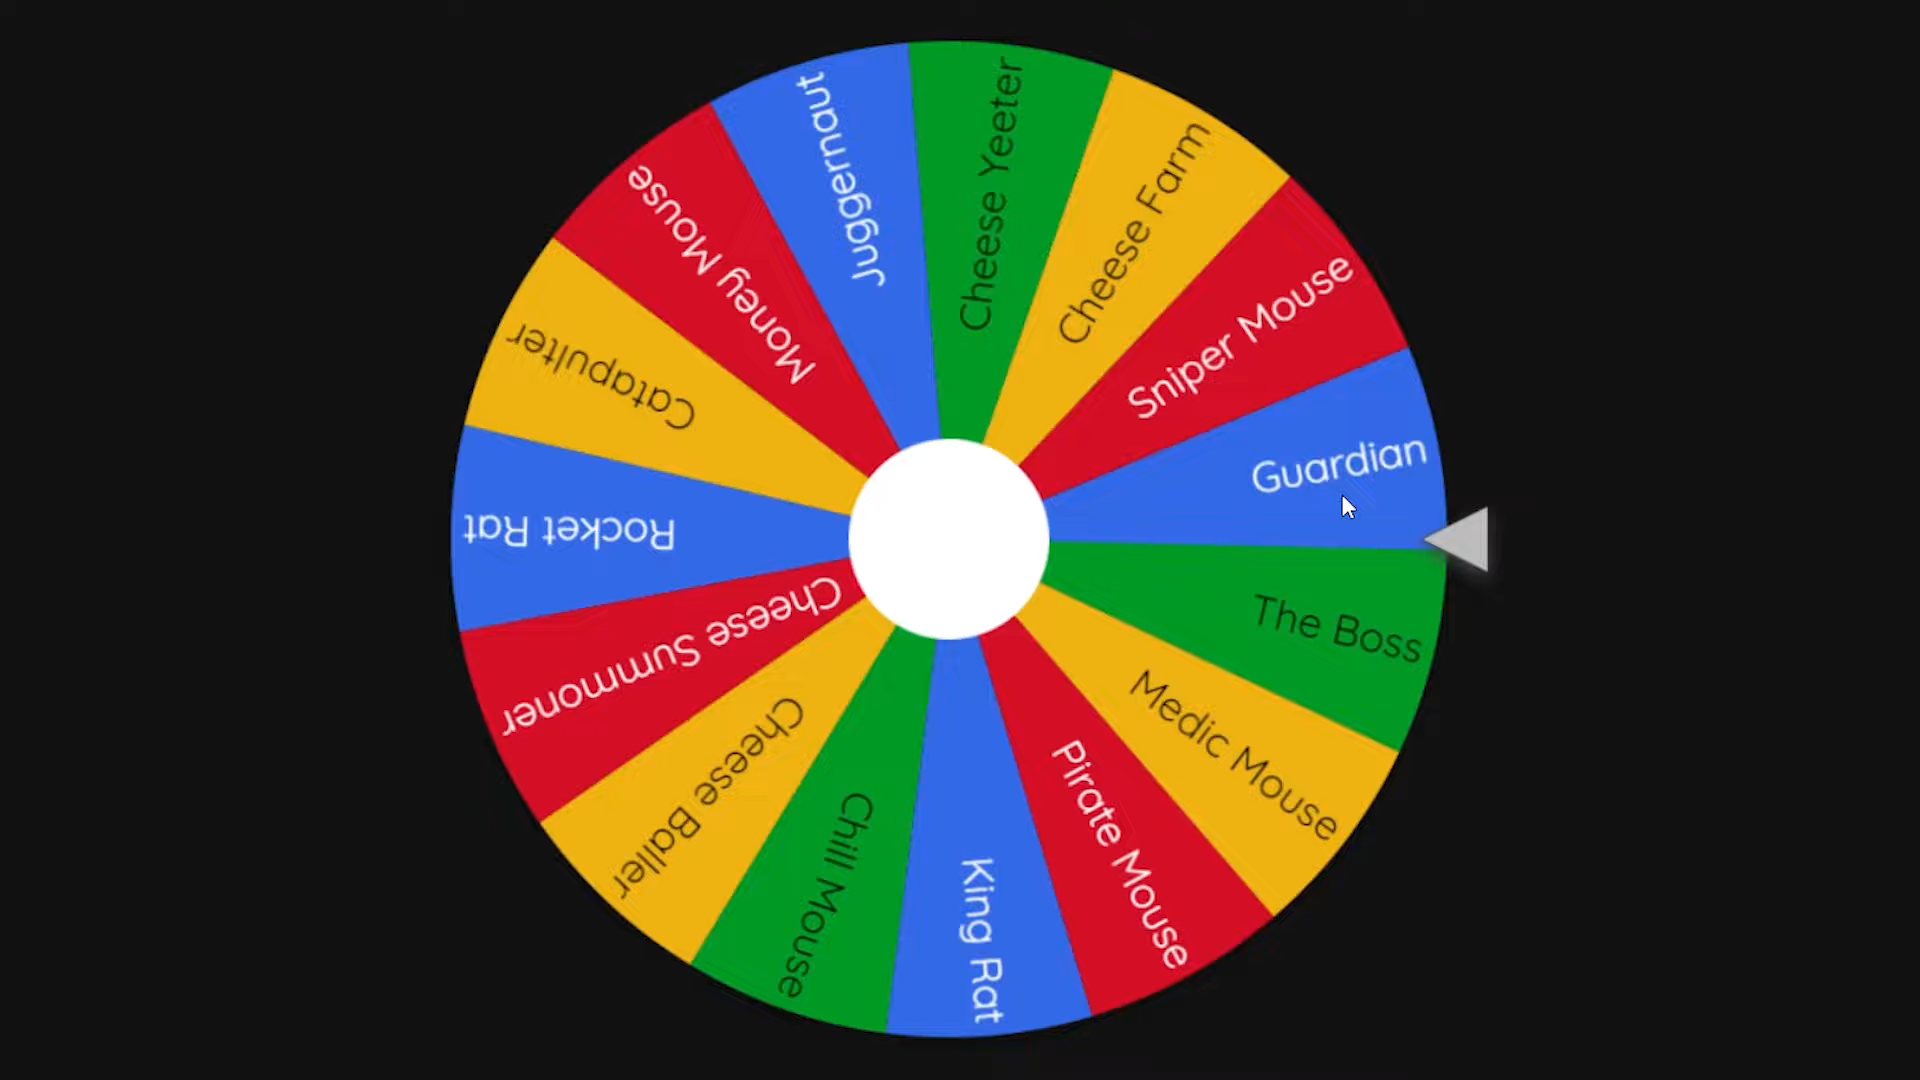 Cheese Yeeter
Cheese Farm
Sniper Mouse
Guardian
The Boss
Medic Mouse
Pirate Mouse
King Rat
Chill Mouse
Cheese Baller
Cheese Summoner
Rocket Rat
Catapulter
Money Mouse
Juggernaut